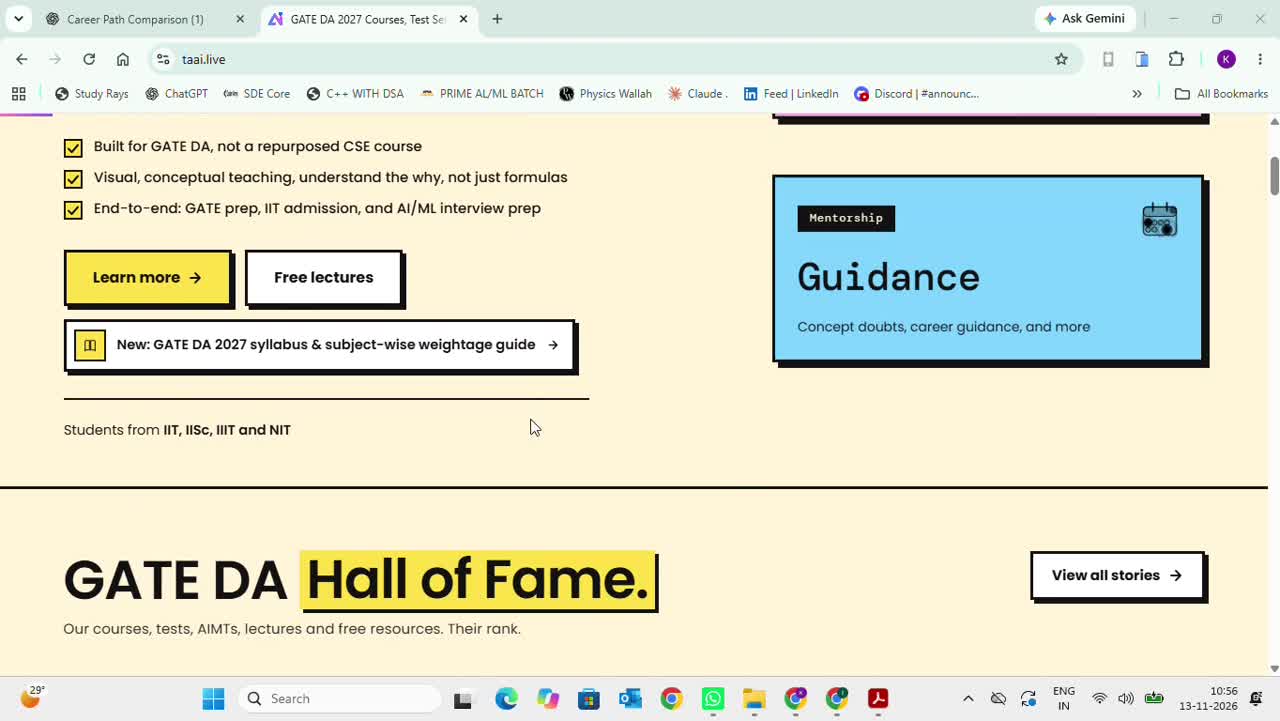 Career Path Comparison (1)
GATE DA 2027 Courses, Test Se
Ask Gemini
taai.live
K
Study Rays
ChatGPT
SDE Core
C++ WITH DSA
PRIME AI/ML BATCH
Physics Wallah
Claude .
Feed | LinkedIn
Discord | #announc...
All Bookmarks
Built for GATE DA, not a repurposed CSE course
Visual, conceptual teaching, understand the why, not just formulas
End-to-end: GATE prep, IIT admission, and AI/ML interview prep
Learn more →
Free lectures
New: GATE DA 2027 syllabus & subject-wise weightage guide →
Students from IIT, IISc, IIIT and NIT
Mentorship
Guidance
Concept doubts, career guidance, and more
GATE DA Hall of Fame.
View all stories →
Our courses, tests, AIMTs, lectures and free resources. Their rank.
29°
Search
ENG
IN
10:56
13-11-2026